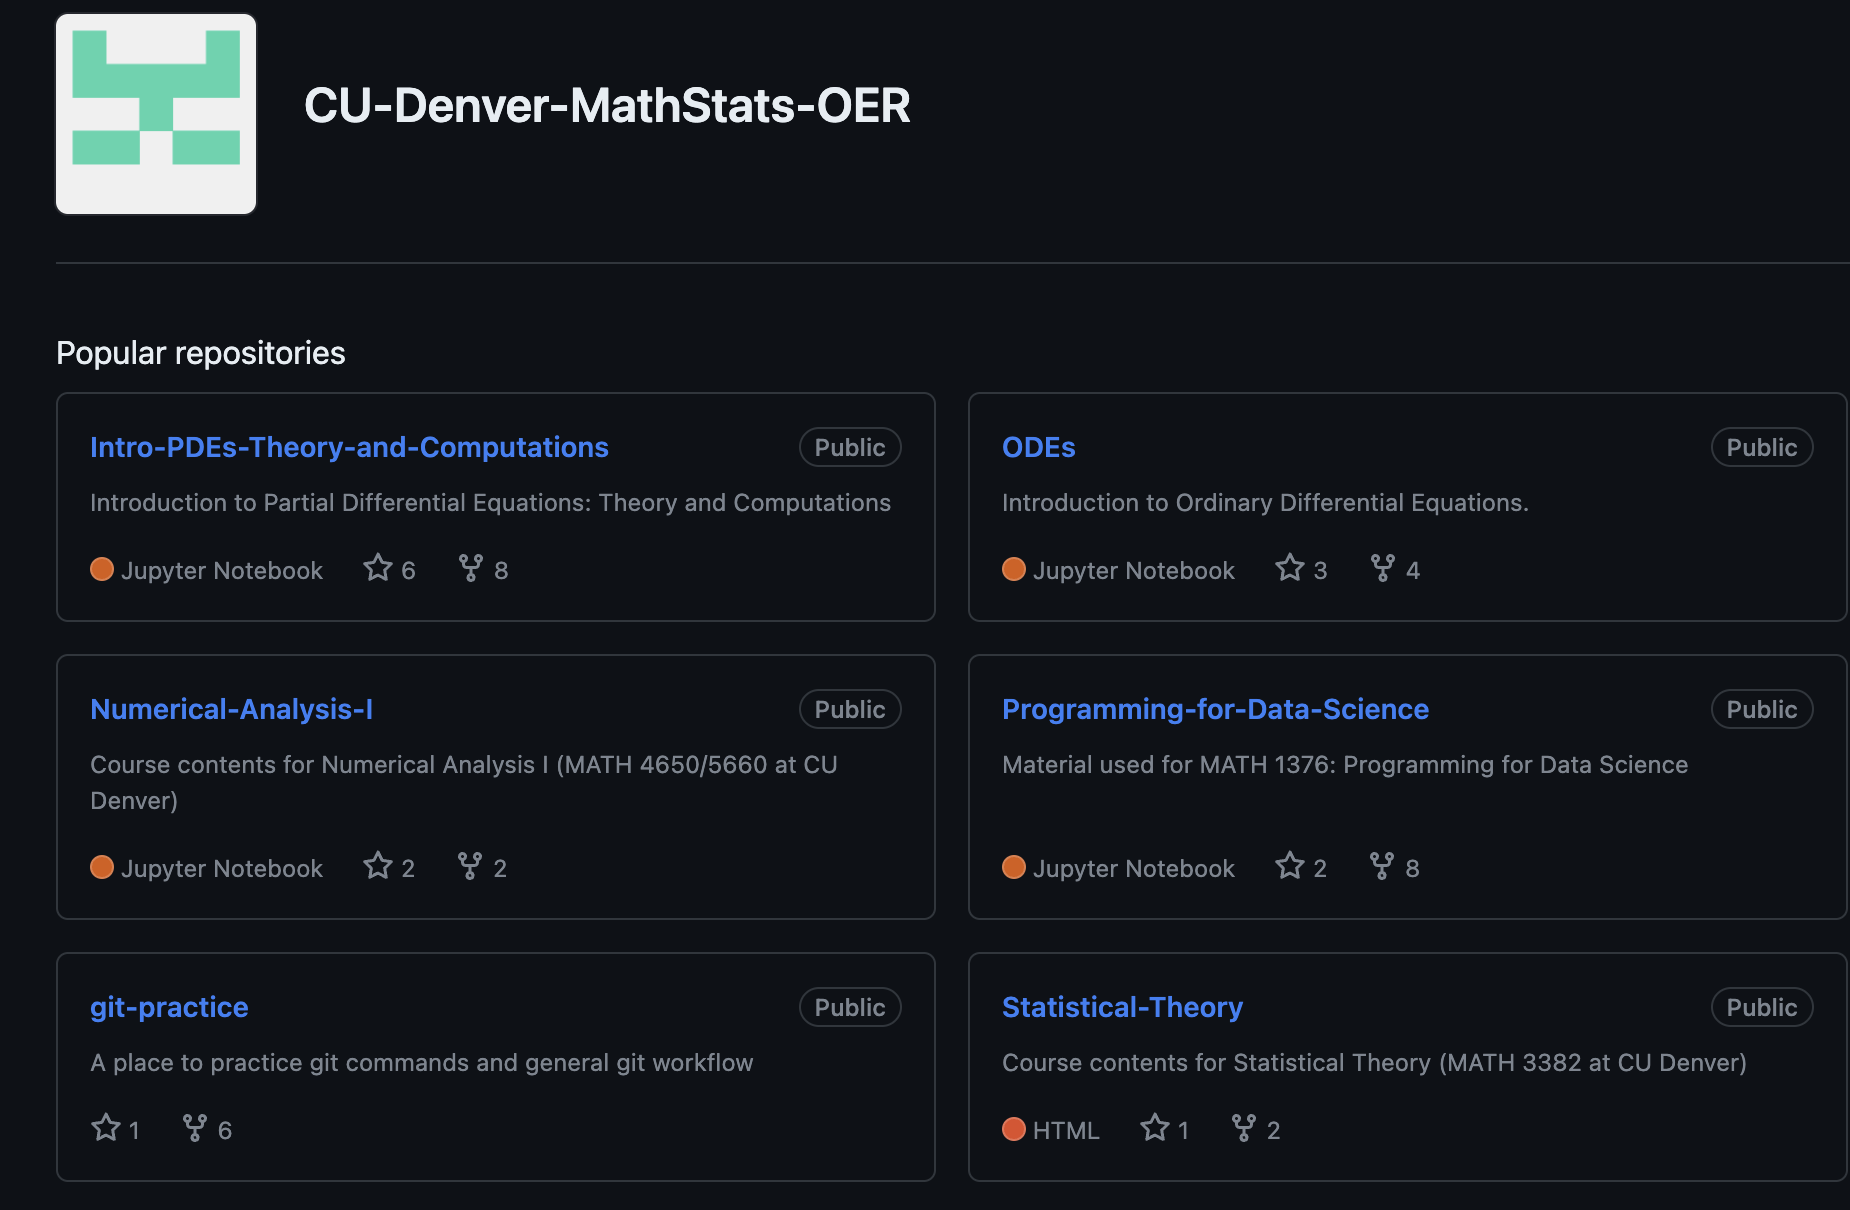 CU-Denver-MathStats-OER
Popular repositories
Intro-PDEs-Theory-and-Computations
Public
Introduction to Partial Differential Equations: Theory and Computations
Jupyter Notebook 6 8
ODEs
Public
Introduction to Ordinary Differential Equations.
Jupyter Notebook 3 4
Numerical-Analysis-I
Public
Course contents for Numerical Analysis I (MATH 4650/5660 at CU
Denver)
Jupyter Notebook 2 2
Programming-for-Data-Science
Public
Material used for MATH 1376: Programming for Data Science
Jupyter Notebook 2 8
git-practice
Public
A place to practice git commands and general git workflow
1 6
Statistical-Theory
Public
Course contents for Statistical Theory (MATH 3382 at CU Denver)
HTML 1 2